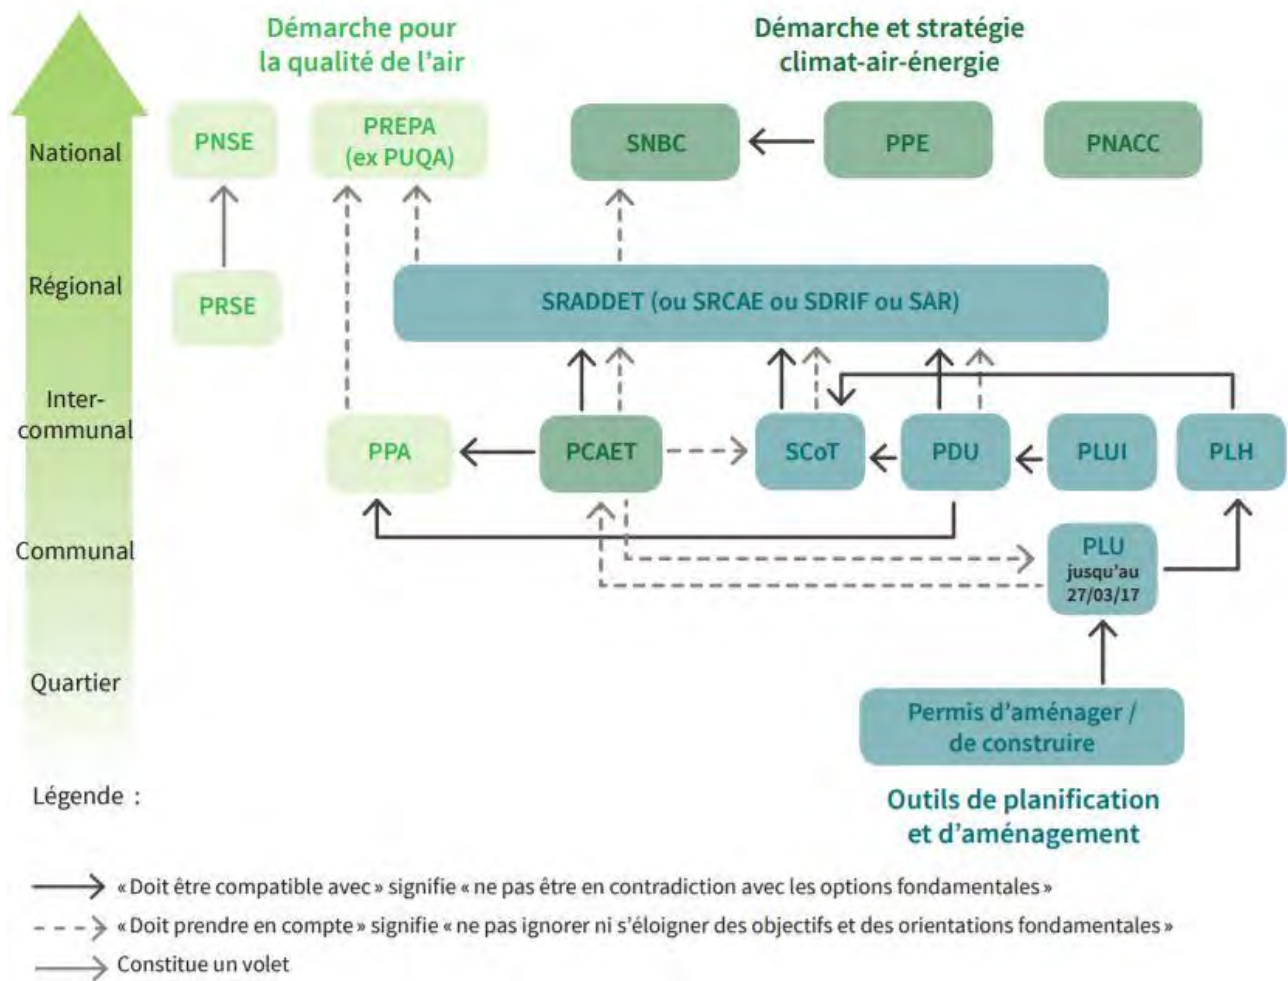 Démarche pour
la qualité de l'air
Démarche et stratégie
climat-air-énergie
National
PNSE
PREPA
(ex PUQA)
SNBC
PPE
PNACC
Régional
PRSE
SRADDET (ou SRCAE ou SDRIF ou SAR)
Inter-
communal
PPA
PCAET
SCoT
PDU
PLUI
PLH
Communal
PLU
jusqu'au
27/03/17
Quartier
Permis d'aménager /
de construire
Légende :
Outils de planification
et d'aménagement
« Doit être compatible avec » signifie « ne pas être en contradiction avec les options fondamentales »
« Doit prendre en compte » signifie « ne pas ignorer ni s'éloigner des objectifs et des orientations fondamentales »
Constitue un volet